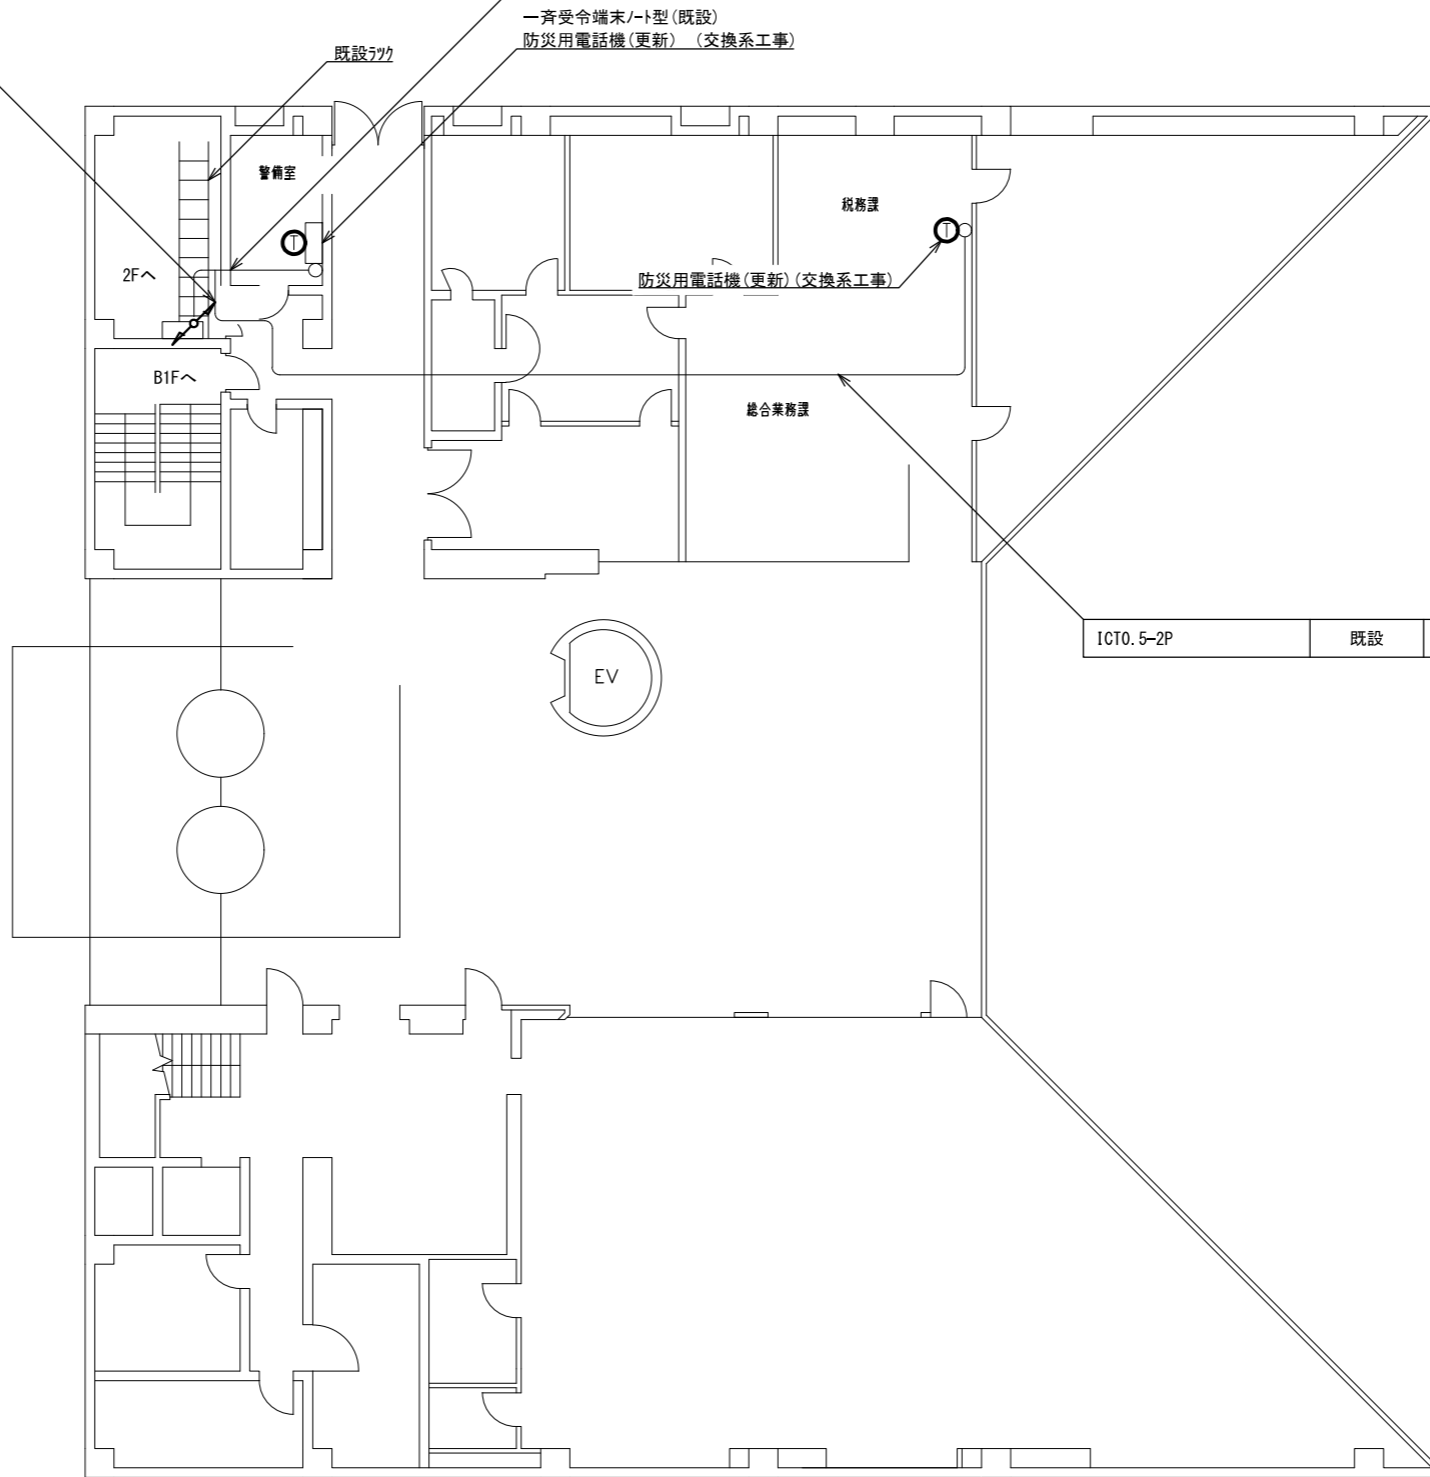 一斉受令端末ﾉｰﾄ型(既設)
防災用電話機(更新) (交換系工事)
既設ﾗｯｸ
警備室
税務課
T
T
2Fへ
防災用電話機(更新)(交換系工事)
B1Fへ
総合業務課
ICT0.5-2P 既設
EV